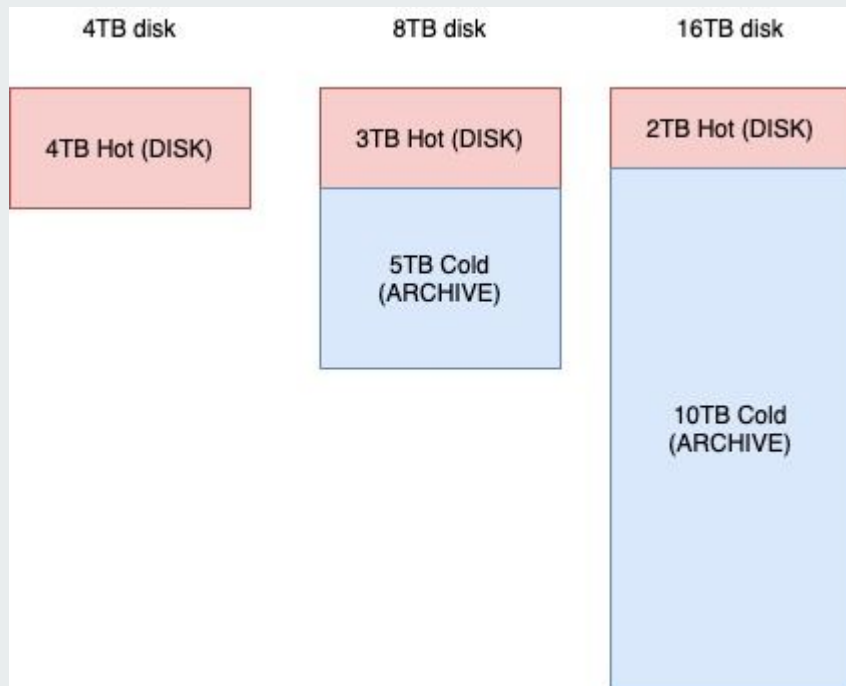 4TB disk
8TB disk
16TB disk
4TB Hot (DISK)
3TB Hot (DISK)
2TB Hot (DISK)
5TB Cold
(ARCHIVE)
10TB Cold
(ARCHIVE)